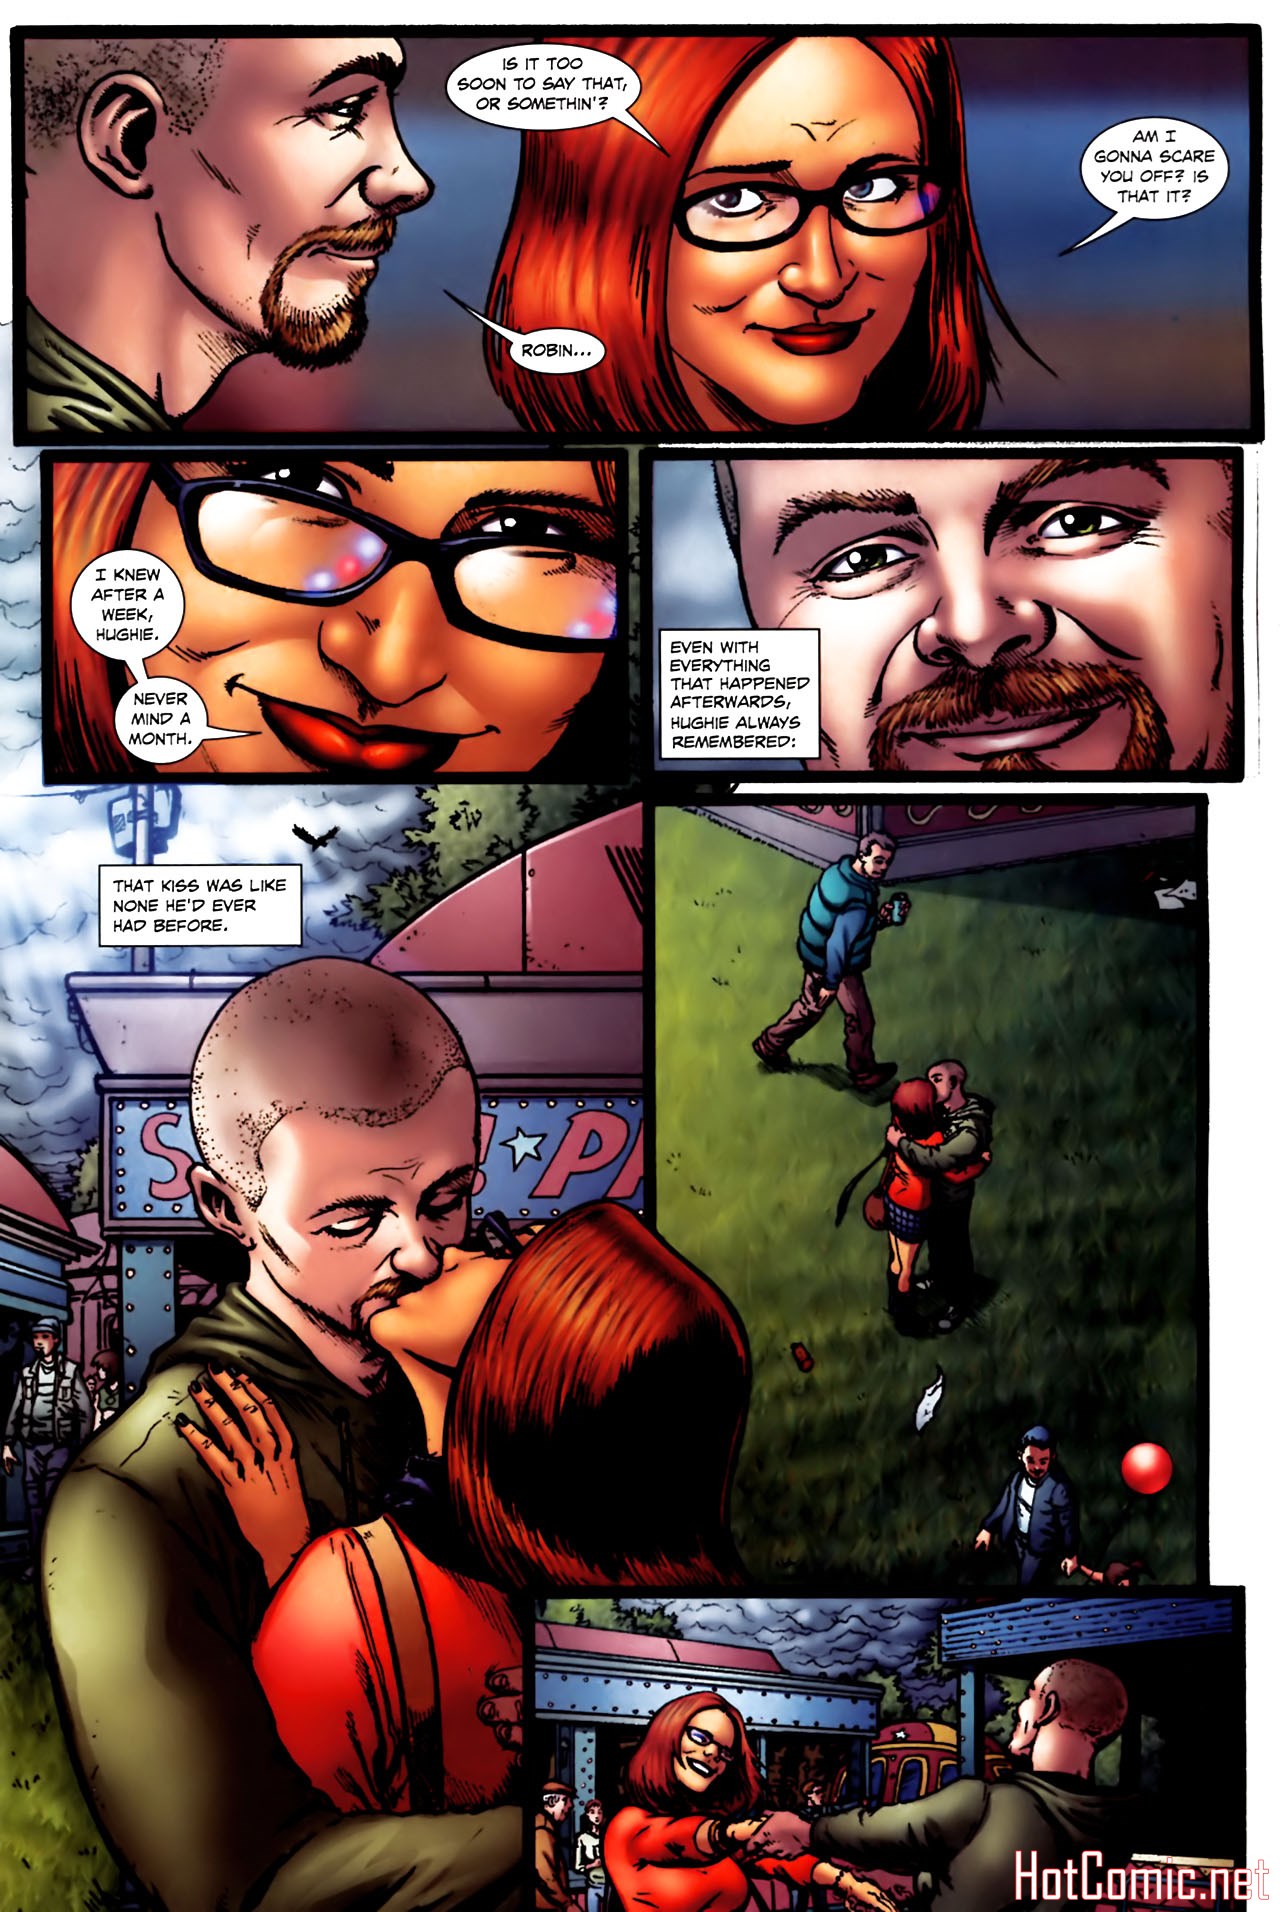 IS IT TOO
SOON TO SAY THAT,
OR SOMETHIN'?
AM I
GONNA SCARE
YOU OFF? IS
THAT IT?
ROBIN...
I KNEW
AFTER A
WEEK,
HUGHIE.
NEVER
MIND A
MONTH.
EVEN WITH
EVERYTHING
THAT HAPPENED
AFTERWARDS,
HUGHIE ALWAYS
REMEMBERED:
THAT KISS WAS LIKE
NONE HE'D EVER
HAD BEFORE.
HotComic.net